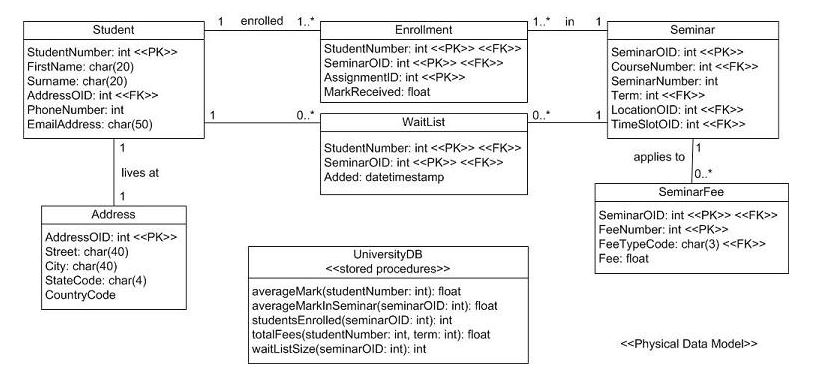 Student
StudentNumber: int <<PK>>
FirstName: char(20)
Surname: char(20)
AddressOID: int <<FK>>
PhoneNumber: int
EmailAddress: char(50)
1 enrolled 1..*
Enrollment
StudentNumber: int <<PK>> <<FK>>
SeminarOID: int <<PK>> <<FK>>
AssignmentID: int <<PK>>
MarkReceived: float
1..* in 1
Seminar
SeminarOID: int <<PK>>
CourseNumber: int <<FK>>
SeminarNumber: int
Term: int <<FK>>
LocationOID: int <<FK>>
TimeSlotOID: int <<FK>>
1 0..*
WaitList
StudentNumber: int <<PK>> <<FK>>
SeminarOID: int <<PK>> <<FK>>
Added: datetimestamp
0..* 1
1
lives at
1
Address
AddressOID: int <<PK>>
Street: char(40)
City: char(40)
StateCode: char(4)
CountryCode
1
applies to
0..*
SeminarFee
SeminarOID: int <<PK>> <<FK>>
FeeNumber: int <<PK>>
FeeTypeCode: char(3) <<FK>>
Fee: float
UniversityDB
<<stored procedures>>
averageMark(studentNumber: int): float
averageMarkInSeminar(seminarOID: int): float
studentsEnrolled(seminarOID: int): int
totalFees(studentNumber: int, term: int): float
waitListSize(seminarOID: int): int
<<Physical Data Model>>